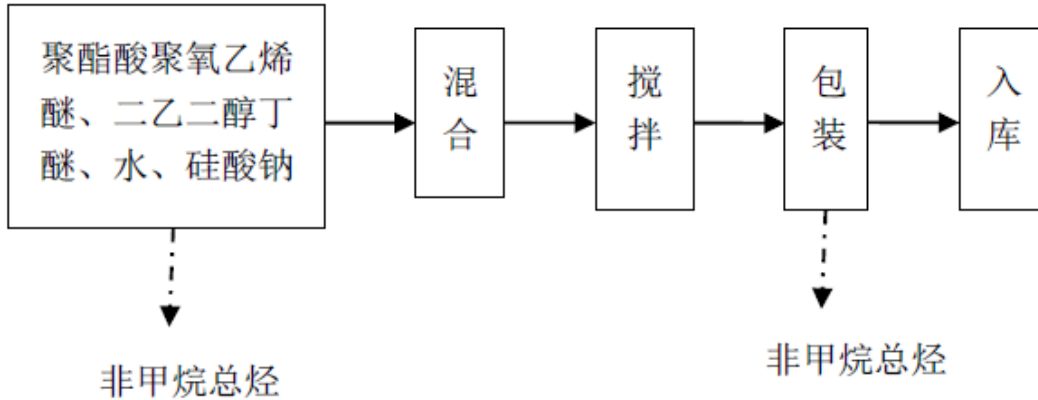 聚酯酸聚氧乙烯
醚、二乙二醇丁
醚、水、硅酸钠
混
合
搅
拌
包
装
入
库
非甲烷总烃
非甲烷总烃